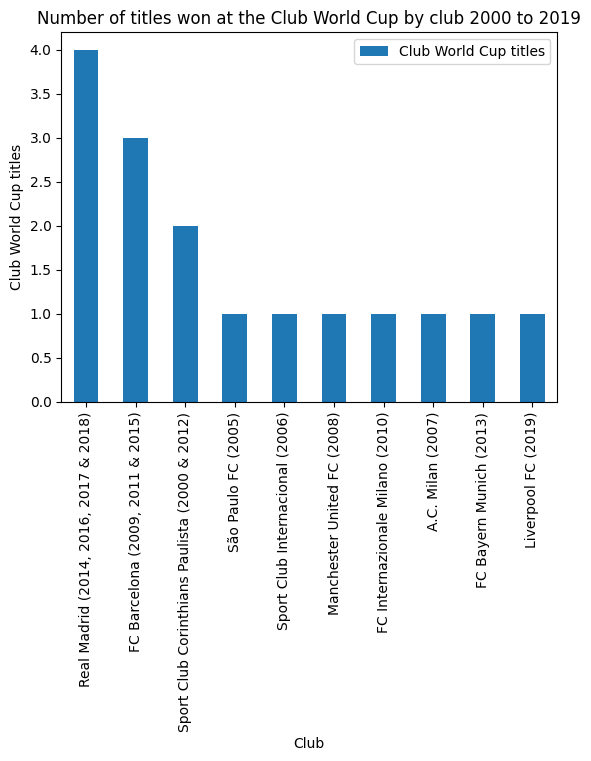 Number of titles won at the Club World Cup by club 2000 to 2019
Club World Cup titles
Club World Cup titles
4.0
3.5
3.0
2.5
2.0
1.5
1.0
0.5
0.0
Real Madrid (2014, 2016, 2017 & 2018)
FC Barcelona (2009, 2011 & 2015)
Sport Club Corinthians Paulista (2000 & 2012)
São Paulo FC (2005)
Sport Club Internacional (2006)
Manchester United FC (2008)
FC Internazionale Milano (2010)
A.C. Milan (2007)
FC Bayern Munich (2013)
Liverpool FC (2019)
Club